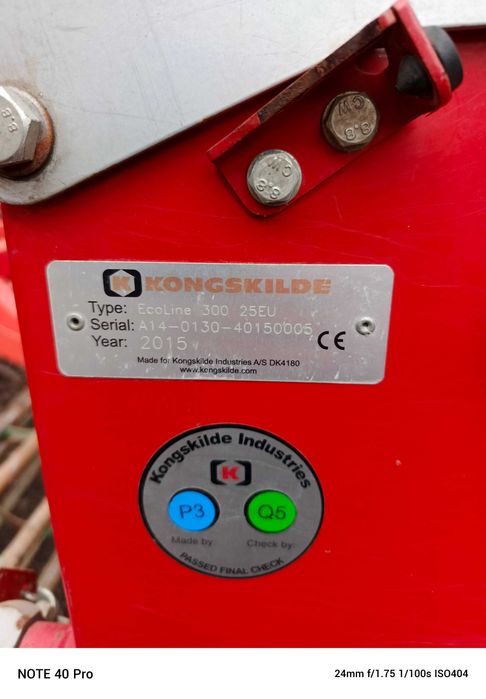 8.8
CW
8.8
CW
8.8
K KONGSKILDE
Type: EcoLine 300 25EU
Serial: A14-0130-40150005
Year: 2015
CE
Made for Kongskilde Industries A/S DK4180
www.kongskilde.com
Kongskilde Industries
K
P3 Q5
Made by: Check by:
PASSED FINAL CHECK
NOTE 40 Pro 24mm f/1.75 1/100s ISO404